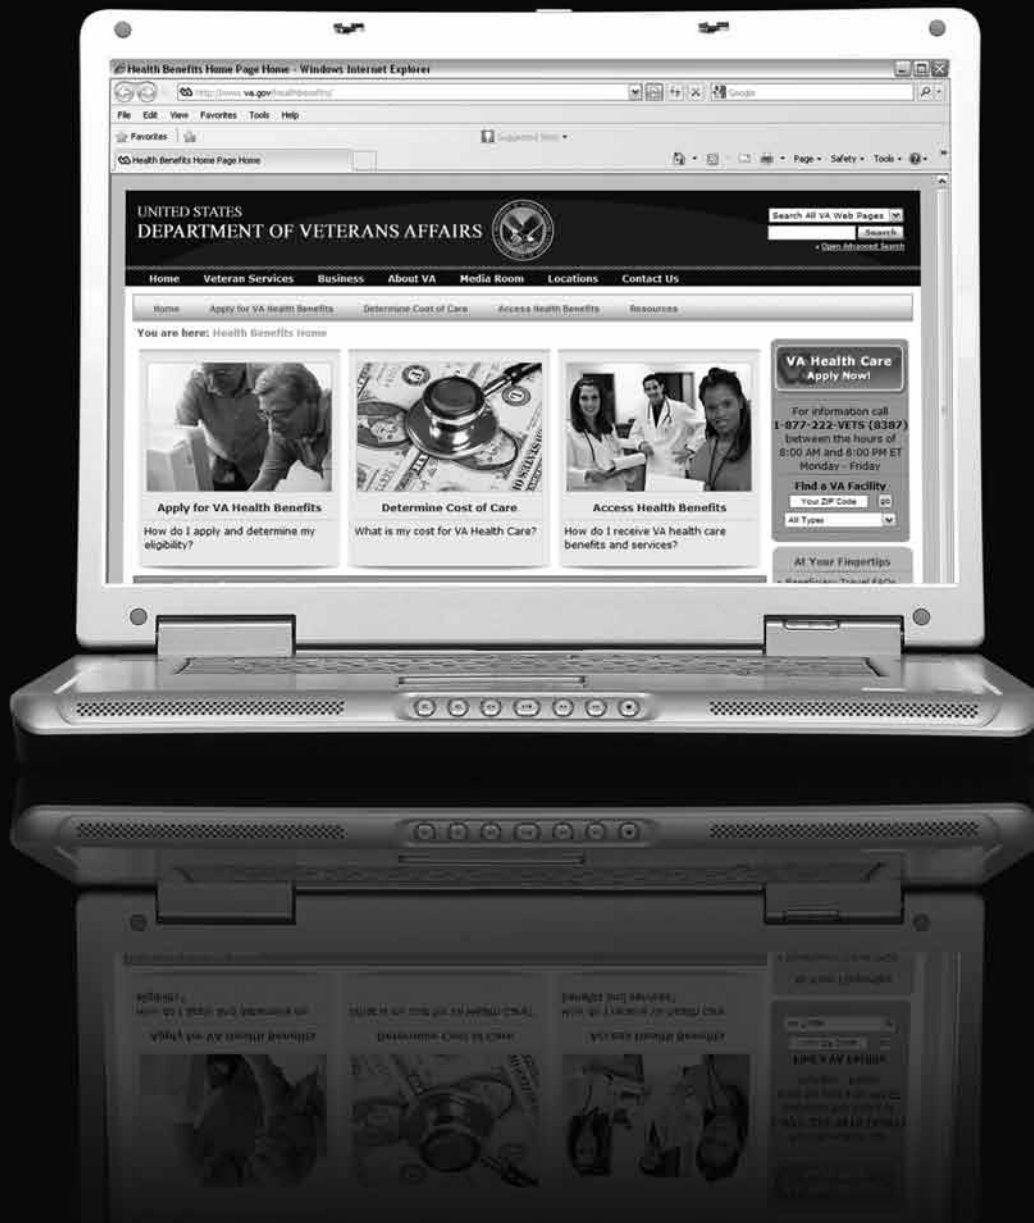 Health Benefits Home Page Home - Windows Internet Explorer
http://www.va.gov/healthbenefits/
Google
File Edit View Favorites Tools Help
Favorites
Suggested Sites
Health Benefits Home Page Home
Page Safety Tools
UNITED STATES
DEPARTMENT OF VETERANS AFFAIRS
Search All VA Web Pages
Search
Open Advanced Search
Home Veteran Services Business About VA Media Room Locations Contact Us
Home Apply for VA Health Benefits Determine Cost of Care Access Health Benefits Resources
You are here: Health Benefits Home
Apply for VA Health Benefits
How do I apply and determine my
eligibility?
Determine Cost of Care
What is my cost for VA Health Care?
Access Health Benefits
How do I receive VA health care
benefits and services?
VA Health Care
Apply Now!
For information call
1-877-222-VETS (8387)
between the hours of
8:00 AM and 8:00 PM ET
Monday - Friday
Find a VA Facility
Your ZIP Code go
All Types
At Your Fingertips
Beneficiary Travel FAQs